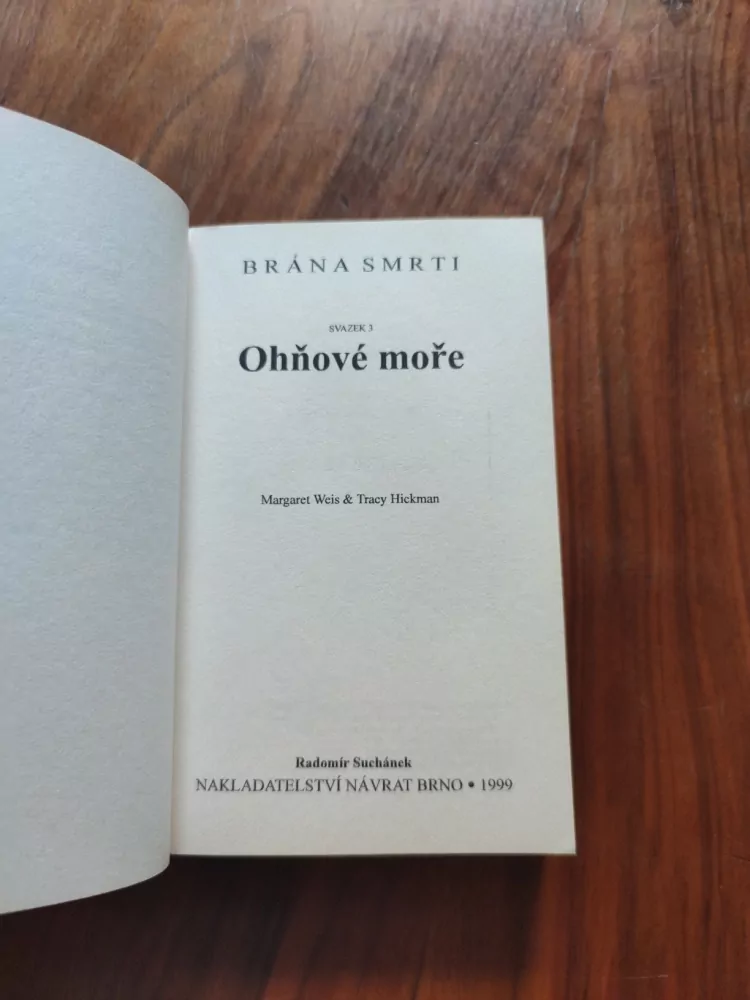 BRÁNA SMRTI
SVAZEK 3
Ohňové moře
Margaret Weis & Tracy Hickman
Radomír Suchánek
NAKLADATELSTVÍ NÁVRAT BRNO • 1999